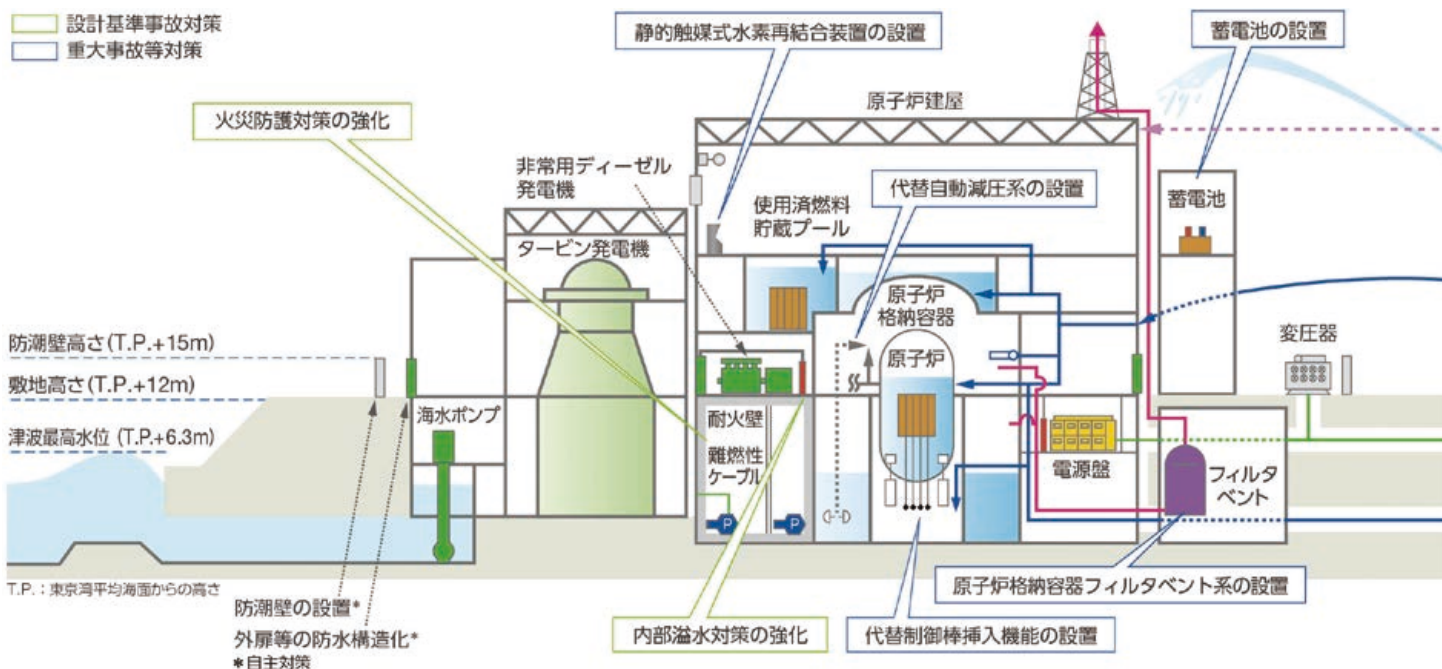 設計基準事故対策
重大事故等対策
静的触媒式水素再結合装置の設置
蓄電池の設置
火災防護対策の強化
原子炉建屋
非常用ディーゼル
発電機
代替自動減圧系の設置
使用済燃料
貯蔵プール
蓄電池
タービン発電機
原子炉
格納容器
防潮壁高さ(T.P.+15m)
変圧器
原子炉
敷地高さ(T.P.+12m)
海水ポンプ
耐火壁
津波最高水位 (T.P.+6.3m)
難燃性
ケーブル
電源盤
フィルタ
ベント
P
P
T.P.：東京湾平均海面からの高さ
原子炉格納容器フィルタベント系の設置
防潮壁の設置*
外扉等の防水構造化*
*自主対策
内部溢水対策の強化
代替制御棒挿入機能の設置